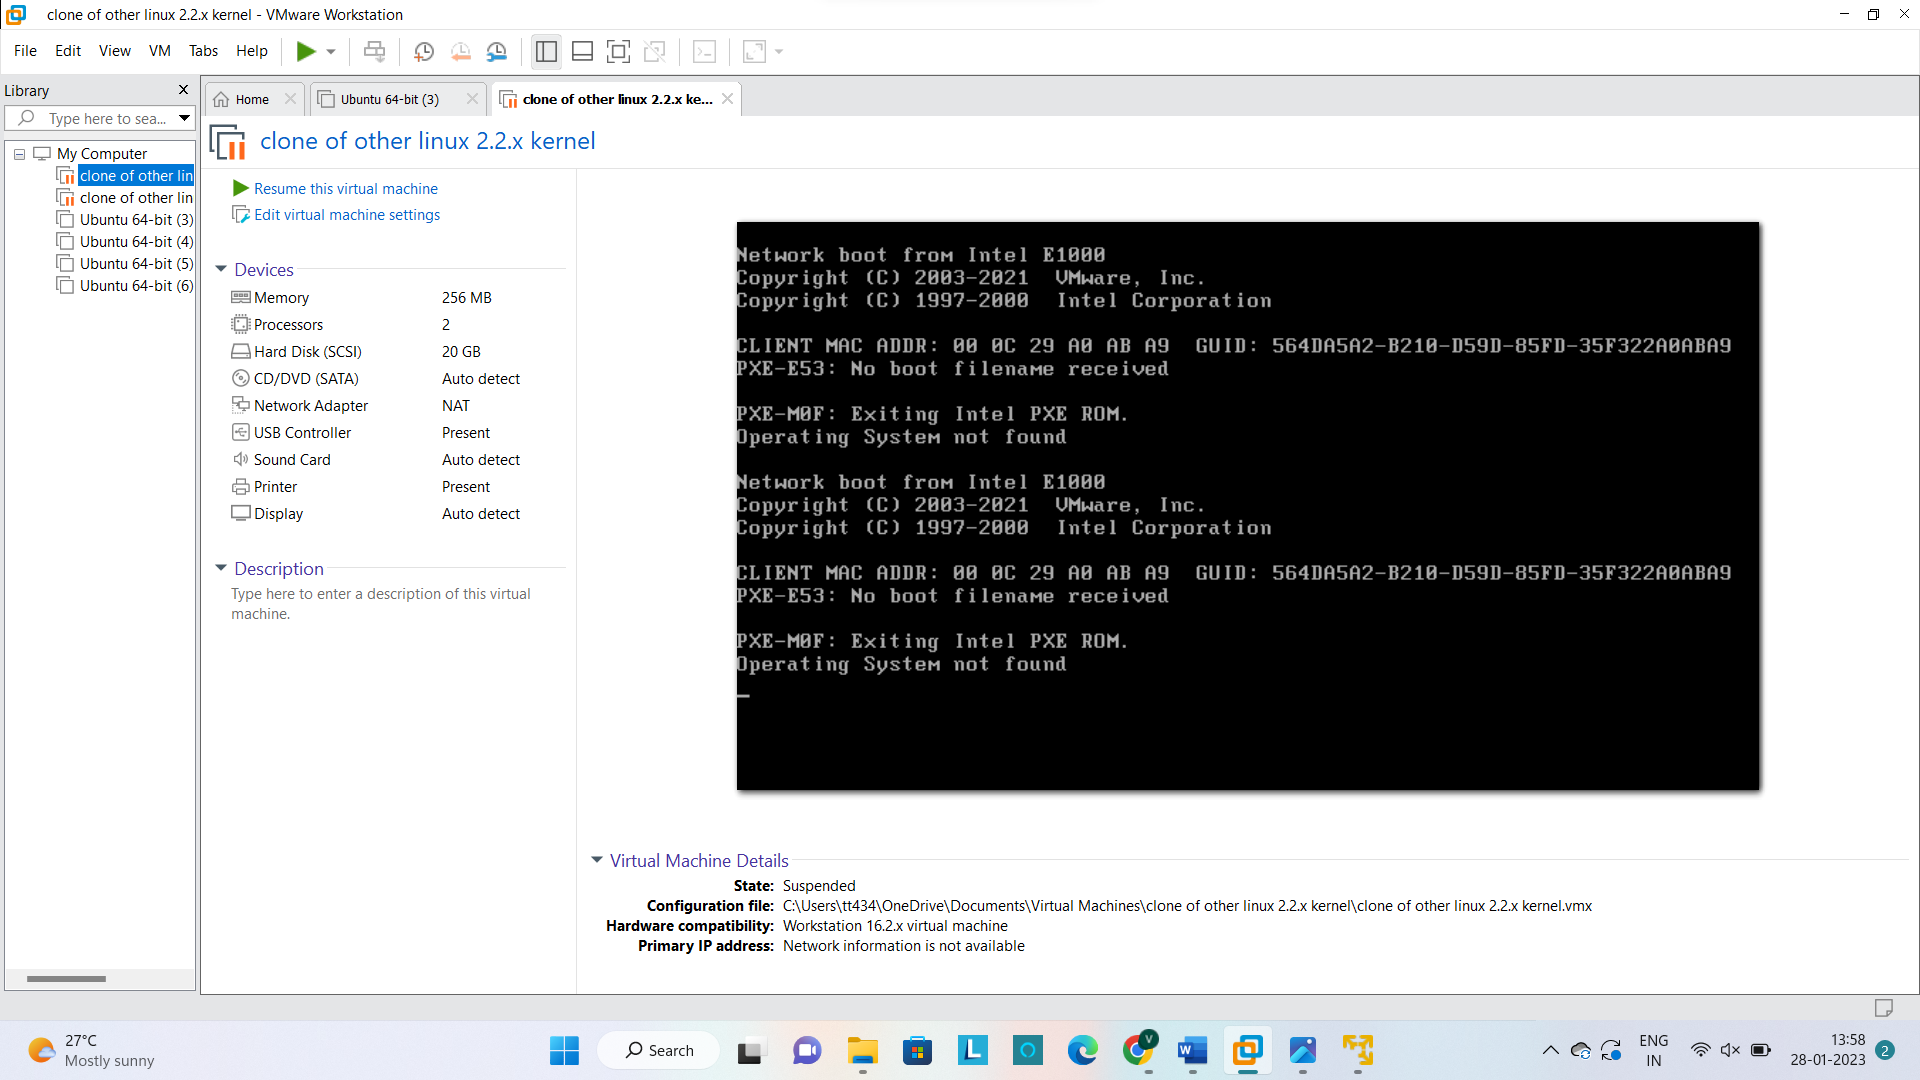 clone of other linux 2.2.x kernel - VMware Workstation
File Edit View VM Tabs Help
Library
Type here to sea...
My Computer
clone of other lin
clone of other lin
Ubuntu 64-bit (3)
Ubuntu 64-bit (4)
Ubuntu 64-bit (5)
Ubuntu 64-bit (6)
Home Ubuntu 64-bit (3) clone of other linux 2.2.x ke...
clone of other linux 2.2.x kernel
Resume this virtual machine
Edit virtual machine settings
Devices
Memory 256 MB
Processors 2
Hard Disk (SCSI) 20 GB
CD/DVD (SATA) Auto detect
Network Adapter NAT
USB Controller Present
Sound Card Auto detect
Printer Present
Display Auto detect
Description
Type here to enter a description of this virtual
machine.
Network boot from Intel E1000
Copyright (C) 2003-2021 VMware, Inc.
Copyright (C) 1997-2000 Intel Corporation
CLIENT MAC ADDR: 00 0C 29 A0 AB A9 GUID: 564DA5A2-B210-D59D-85FD-35F322A0ABA9
PXE-E53: No boot filename received
PXE-M0F: Exiting Intel PXE ROM.
Operating System not found
Network boot from Intel E1000
Copyright (C) 2003-2021 VMware, Inc.
Copyright (C) 1997-2000 Intel Corporation
CLIENT MAC ADDR: 00 0C 29 A0 AB A9 GUID: 564DA5A2-B210-D59D-85FD-35F322A0ABA9
PXE-E53: No boot filename received
PXE-M0F: Exiting Intel PXE ROM.
Operating System not found
Virtual Machine Details
State: Suspended
Configuration file: C:\Users\tt434\OneDrive\Documents\Virtual Machines\clone of other linux 2.2.x kernel\clone of other linux 2.2.x kernel.vmx
Hardware compatibility: Workstation 16.2.x virtual machine
Primary IP address: Network information is not available
27°C
Mostly sunny
Search
L
V
W
ENG
IN
13:58
28-01-2023
2